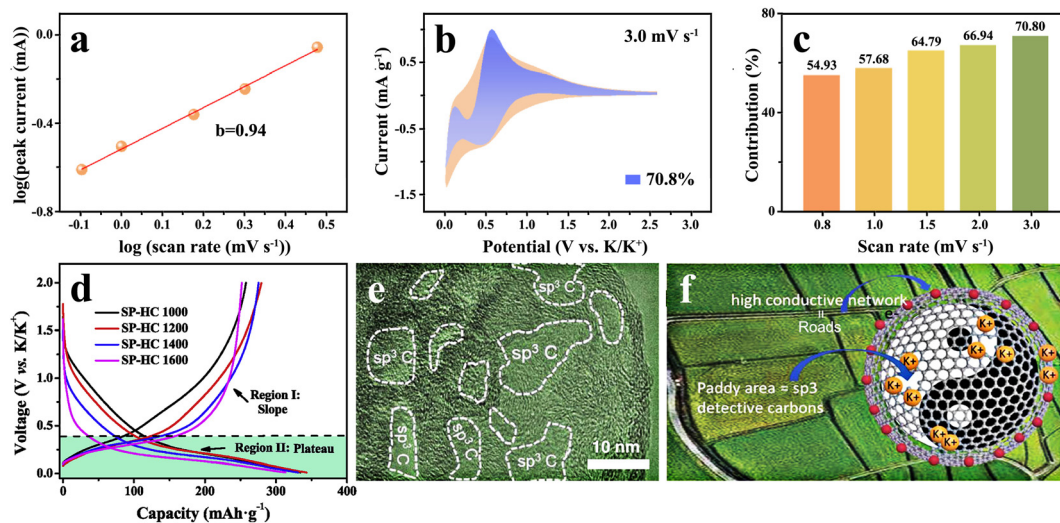 a
0.0
-0.4
-0.8
log(peak current (mA))
b=0.94
-0.1 0.0 0.1 0.2 0.3 0.4 0.5
log (scan rate (mV s⁻¹))
b
3.0 mV s⁻¹
1.0
0.0
-0.5
-1.5
Current (mA g⁻¹)
70.8%
0.0 0.5 1.0 1.5 2.0 2.5 3.0
Potential (V vs. K/K⁺)
c
80
60
40
20
0
Contribution (%)
54.93 57.68 64.79 66.94 70.80
0.8 1.0 1.5 2.0 3.0
Scan rate (mV s⁻¹)
d
2.0
1.5
1.0
0.5
0.0
Voltage (V vs. K/K⁺)
SP-HC 1000
SP-HC 1200
SP-HC 1400
SP-HC 1600
Region I:
Slope
Region II: Plateau
0 100 200 300 400
Capacity (mAh·g⁻¹)
e
sp³ C
sp³ C
sp³ C
sp³ C
sp³ C
sp³ C
10 nm
f
high conductive network
=
Roads
e
Paddy area = sp3
detective carbons
K+
K+
K+
K+
K+
K+
K+
K+